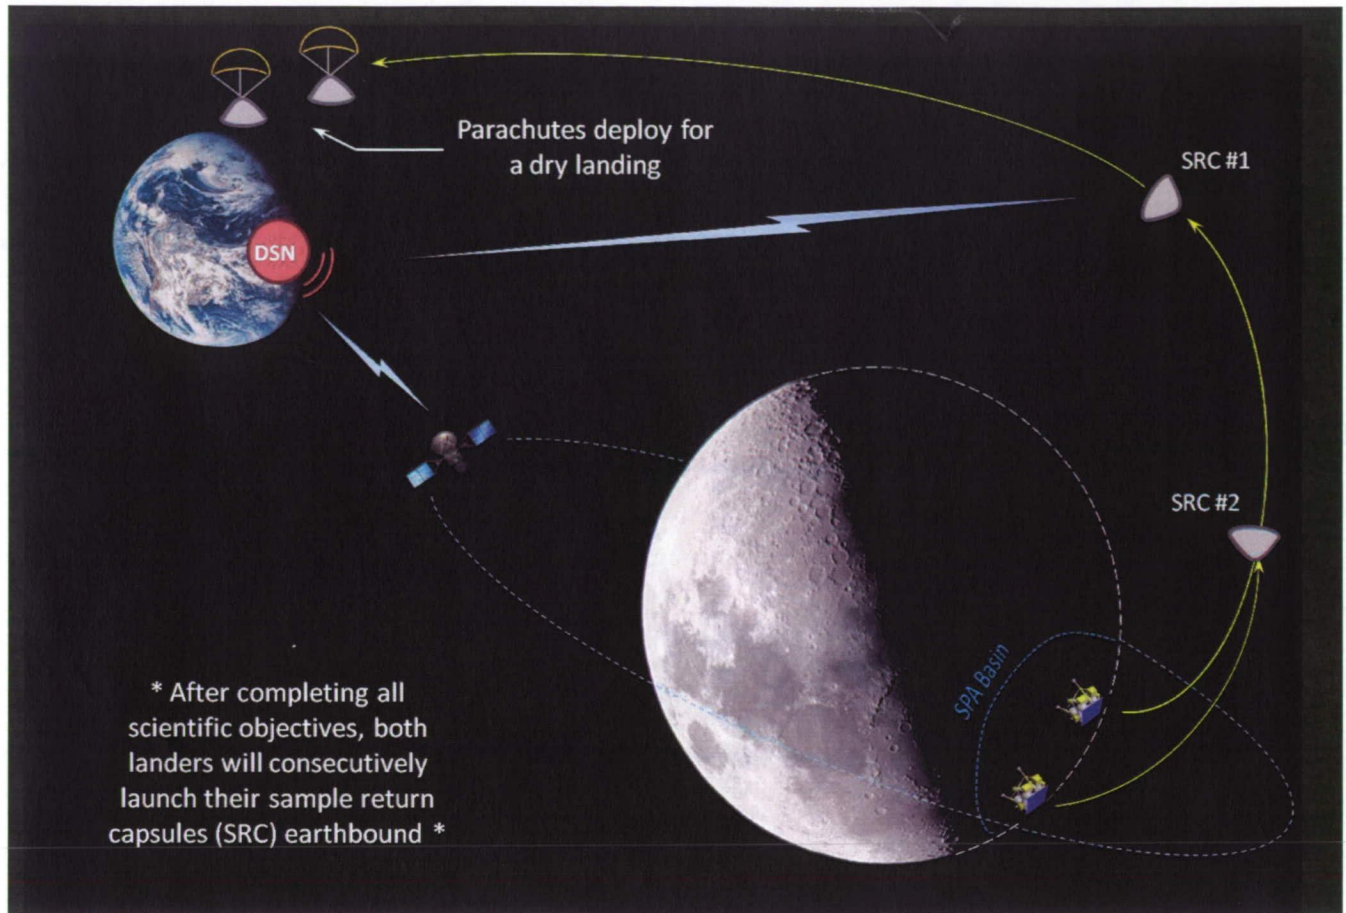 Parachutes deploy for
a dry landing
SRC #1
DSN
SRC #2
SPA Basin
* After completing all
scientific objectives, both
landers will consecutively
launch their sample return
capsules (SRC) earthbound *